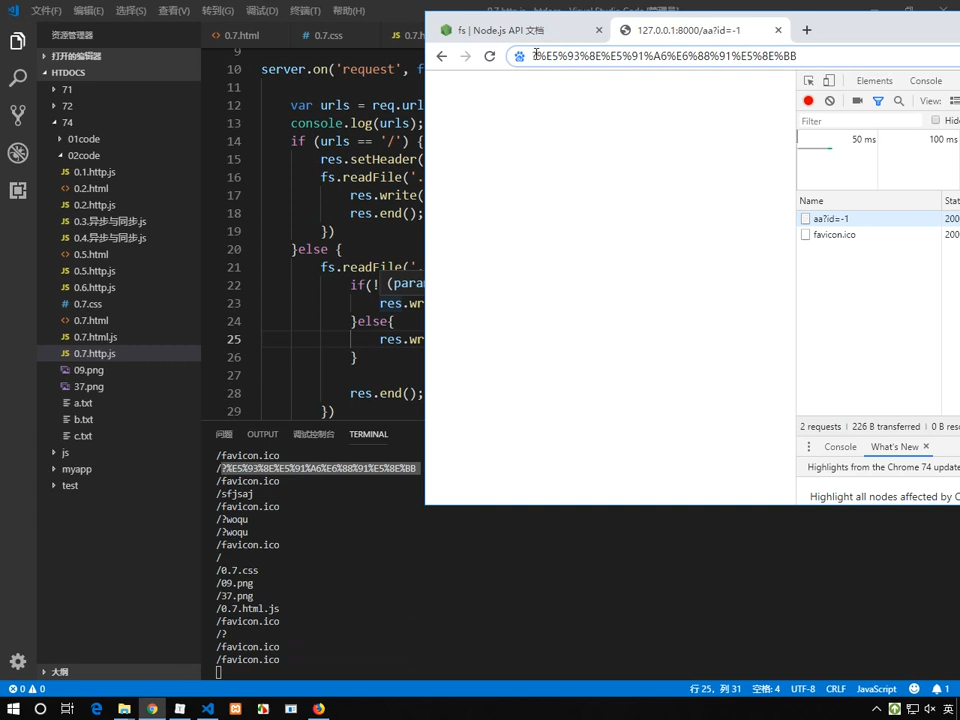 文件(F) 编辑(E) 选择(S) 查看(V) 转到(G) 调试(D) 终端(T) 帮助(H)
资源管理器
打开的编辑器
HTDOCS
71
72
74
01code
02code
0.1.http.js
0.2.html
0.2.http.js
0.3.异步与同步.js
0.4.异步与同步.js
0.5.html
0.5.http.js
0.6.http.js
0.7.css
0.7.html
0.7.html.js
0.7.http.js
09.png
37.png
a.txt
b.txt
c.txt
js
myapp
test
大纲
0.7.html
0.7.css
9
10 server.on('request', f
11
12 var urls = req.url
13 console.log(urls);
14 if (urls == '/') {
15 res.setHeader(
16 fs.readFile('.
17 res.write(
18 res.end();
19 })
20 }else {
21 fs.readFile('.
22 if(! (param
23 res.wr
24 }else{
25 res.wr
26 }
27
28 res.end();
29 })
问题 OUTPUT 调试控制台 TERMINAL
/favicon.ico
/?%E5%93%8E%E5%91%A6%E6%88%91%E5%8E%BB
/favicon.ico
/sfjsaj
/favicon.ico
/?woqu
/?woqu
/favicon.ico
/
/0.7.css
/09.png
/37.png
/0.7.html.js
/favicon.ico
/?
/favicon.ico
/favicon.ico
fs | Node.js API 文档
127.0.0.1:8000/aa?id=-1
?%E5%93%8E%E5%91%A6%E6%88%91%E5%8E%BB
Elements Console
View:
Filter
50 ms 100 ms
Name
aa?id=-1 200
favicon.ico 200
2 requests | 226 B transferred | 0 B
Console What's New
Highlights from the Chrome 74 update
Highlight all nodes affected by C
0 0
行 25，列 31 空格: 4 UTF-8 CRLF JavaScript 1
英